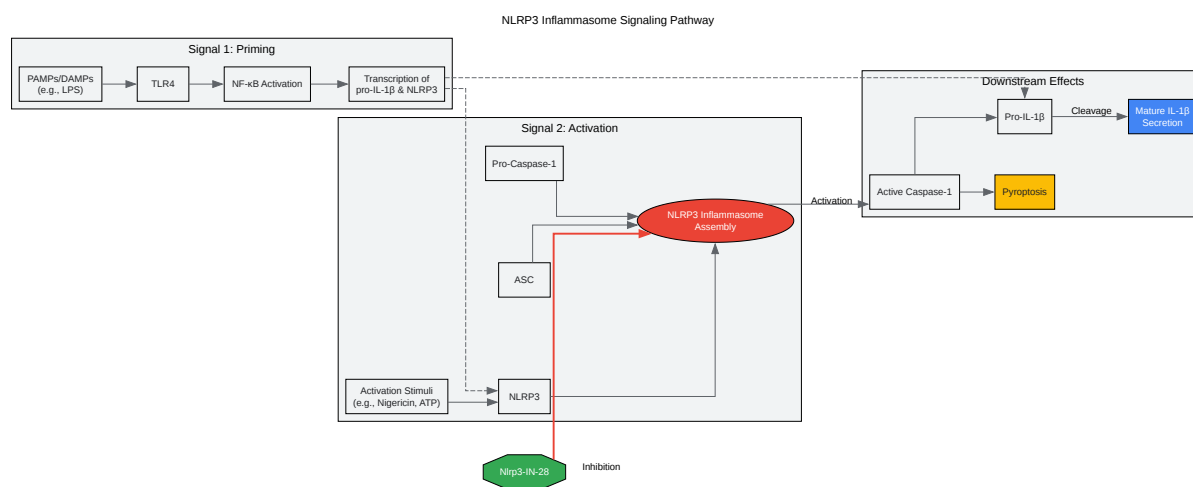 NLRP3 Inflammasome Signaling Pathway
Signal 1: Priming
PAMPs/DAMPs
(e.g., LPS)
TLR4
NF-κB Activation
Transcription of
pro-IL-1β & NLRP3
Downstream Effects
Pro-IL-1β
Cleavage
Mature IL-1β
Secretion
Active Caspase-1
Pyroptosis
Signal 2: Activation
Pro-Caspase-1
NLRP3 Inflammasome
Assembly
Activation
ASC
Activation Stimuli
(e.g., Nigericin, ATP)
NLRP3
Nlrp3-IN-28
Inhibition